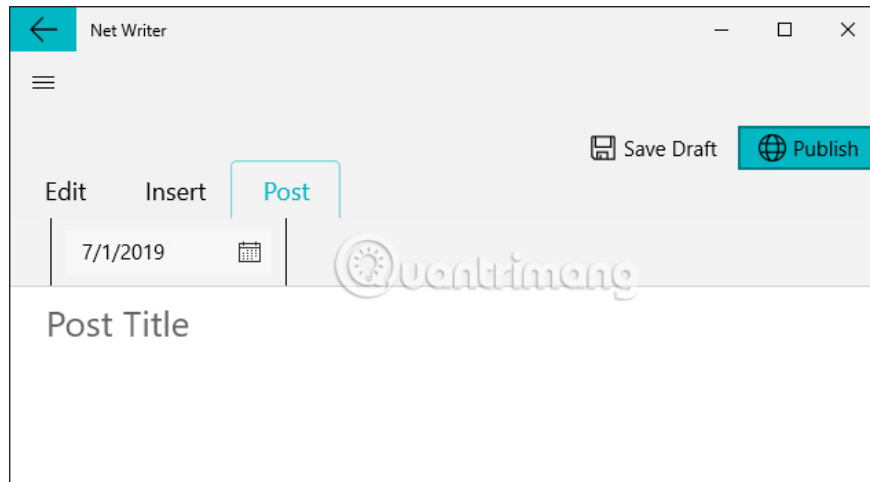 Net Writer
Save Draft
Publish
Edit
Insert
Post
7/1/2019
Quantrimang
Post Title